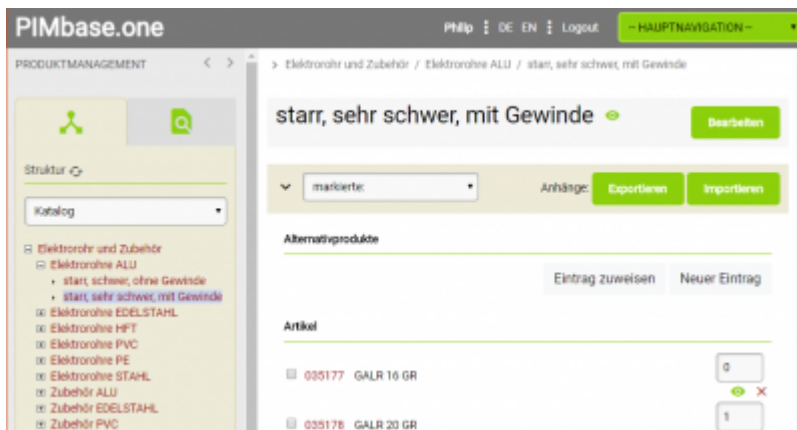 PIMbase.one
Philip DE EN Logout
-- HAUPTNAVIGATION --
PRODUKTMANAGEMENT
> Elektrorohr und Zubehör / Elektrorohre ALU / starr, sehr schwer, mit Gewinde
starr, sehr schwer, mit Gewinde
Bearbeiten
Struktur
Katalog
markierte:
Anhänge:
Exportieren
Importieren
Elektrorohr und Zubehör
Elektrorohre ALU
starr, schwer, ohne Gewinde
starr, sehr schwer, mit Gewinde
Elektrorohre EDELSTAHL
Elektrorohre HFT
Elektrorohre PVC
Elektrorohre PE
Elektrorohre STAHL
Zubehör ALU
Zubehör EDELSTAHL
Zubehör PVC
Alternativprodukte
Eintrag zuweisen
Neuer Eintrag
Artikel
035177 GALR 16 GR
0
035178 GALR 20 GR
1